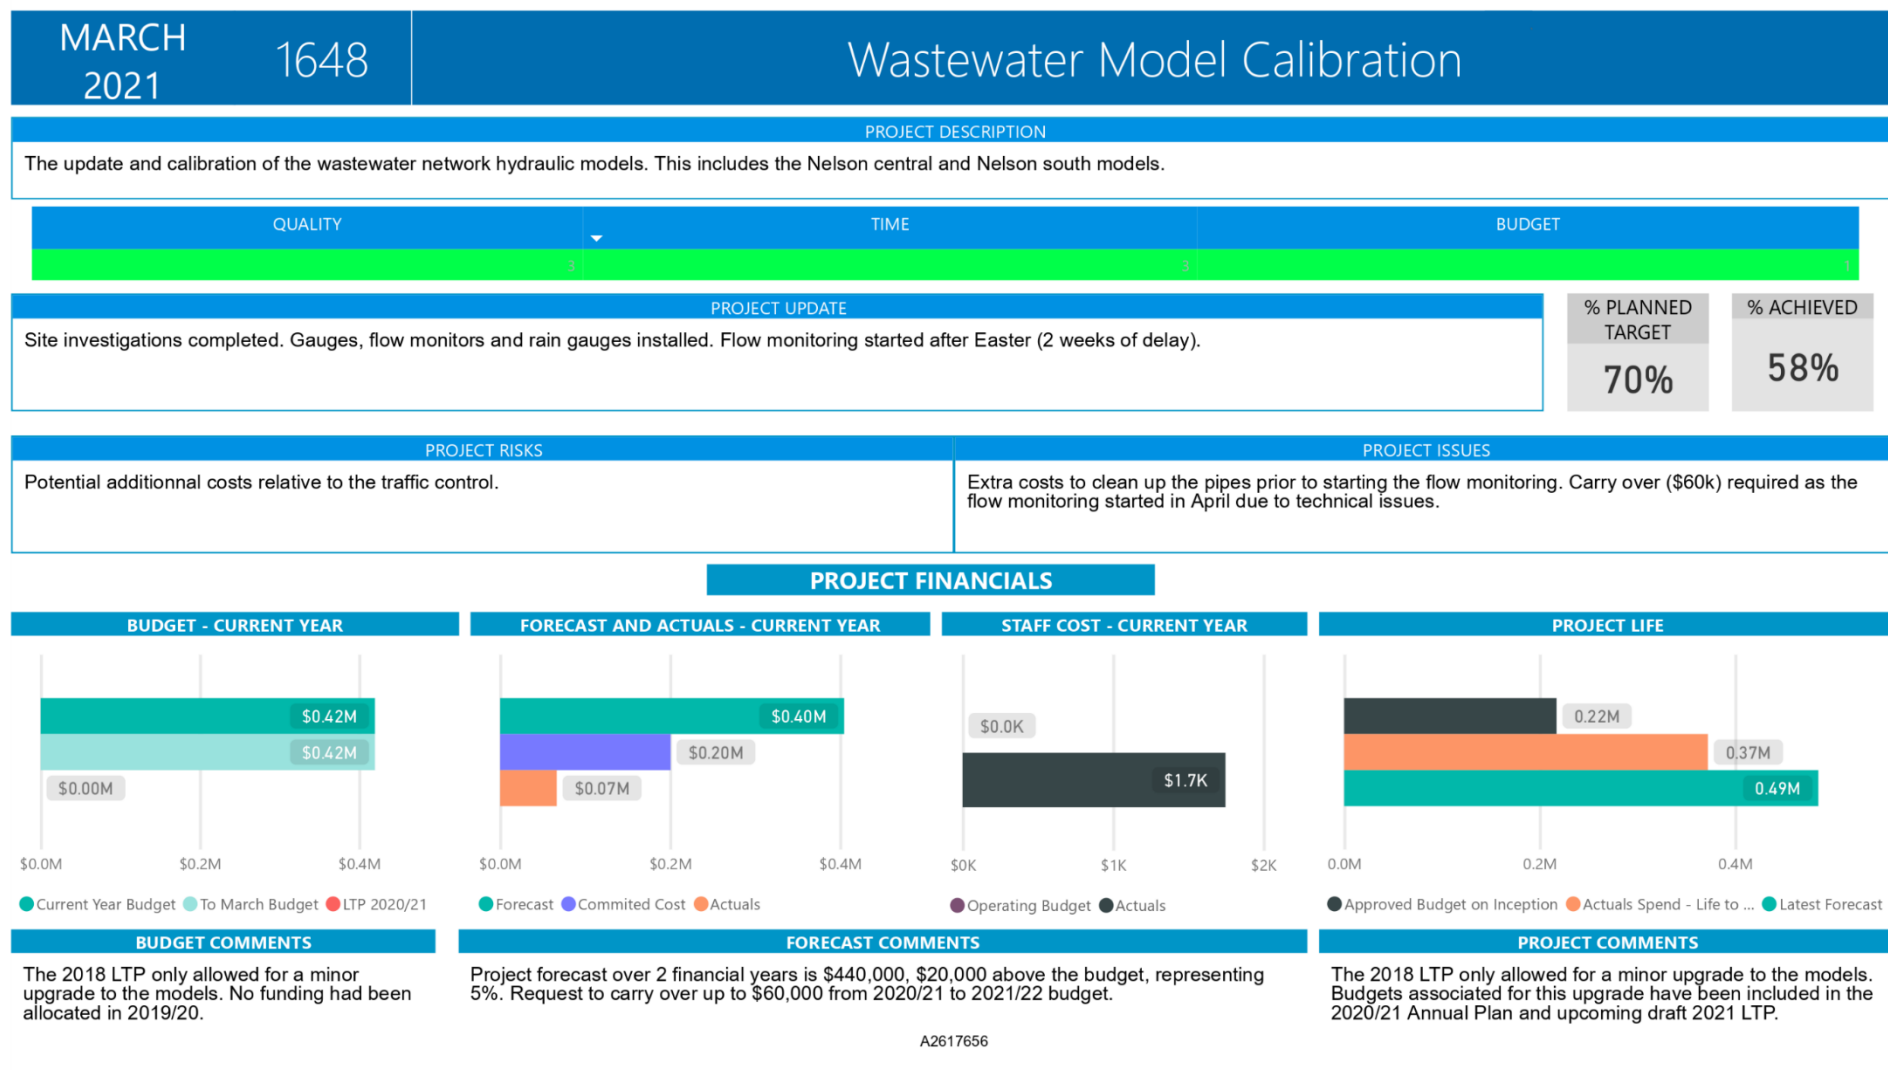 MARCH
2021
1648
Wastewater Model Calibration
PROJECT DESCRIPTION
The update and calibration of the wastewater network hydraulic models. This includes the Nelson central and Nelson south models.
QUALITY
TIME
BUDGET
3
3
1
PROJECT UPDATE
Site investigations completed. Gauges, flow monitors and rain gauges installed. Flow monitoring started after Easter (2 weeks of delay).
% PLANNED
TARGET
70%
% ACHIEVED
58%
PROJECT RISKS
Potential additionnal costs relative to the traffic control.
PROJECT ISSUES
Extra costs to clean up the pipes prior to starting the flow monitoring. Carry over ($60k) required as the
flow monitoring started in April due to technical issues.
PROJECT FINANCIALS
BUDGET - CURRENT YEAR
$0.42M
$0.42M
$0.00M
$0.0M $0.2M $0.4M
Current Year Budget To March Budget LTP 2020/21
FORECAST AND ACTUALS - CURRENT YEAR
$0.40M
$0.20M
$0.07M
$0.0M $0.2M $0.4M
Forecast Commited Cost Actuals
STAFF COST - CURRENT YEAR
$0.0K
$1.7K
$0K $1K $2K
Operating Budget Actuals
PROJECT LIFE
0.22M
0.37M
0.49M
0.0M 0.2M 0.4M
Approved Budget on Inception Actuals Spend - Life to ... Latest Forecast
BUDGET COMMENTS
The 2018 LTP only allowed for a minor
upgrade to the models. No funding had been
allocated in 2019/20.
FORECAST COMMENTS
Project forecast over 2 financial years is $440,000, $20,000 above the budget, representing
5%. Request to carry over up to $60,000 from 2020/21 to 2021/22 budget.
PROJECT COMMENTS
The 2018 LTP only allowed for a minor upgrade to the models.
Budgets associated for this upgrade have been included in the
2020/21 Annual Plan and upcoming draft 2021 LTP.
A2617656